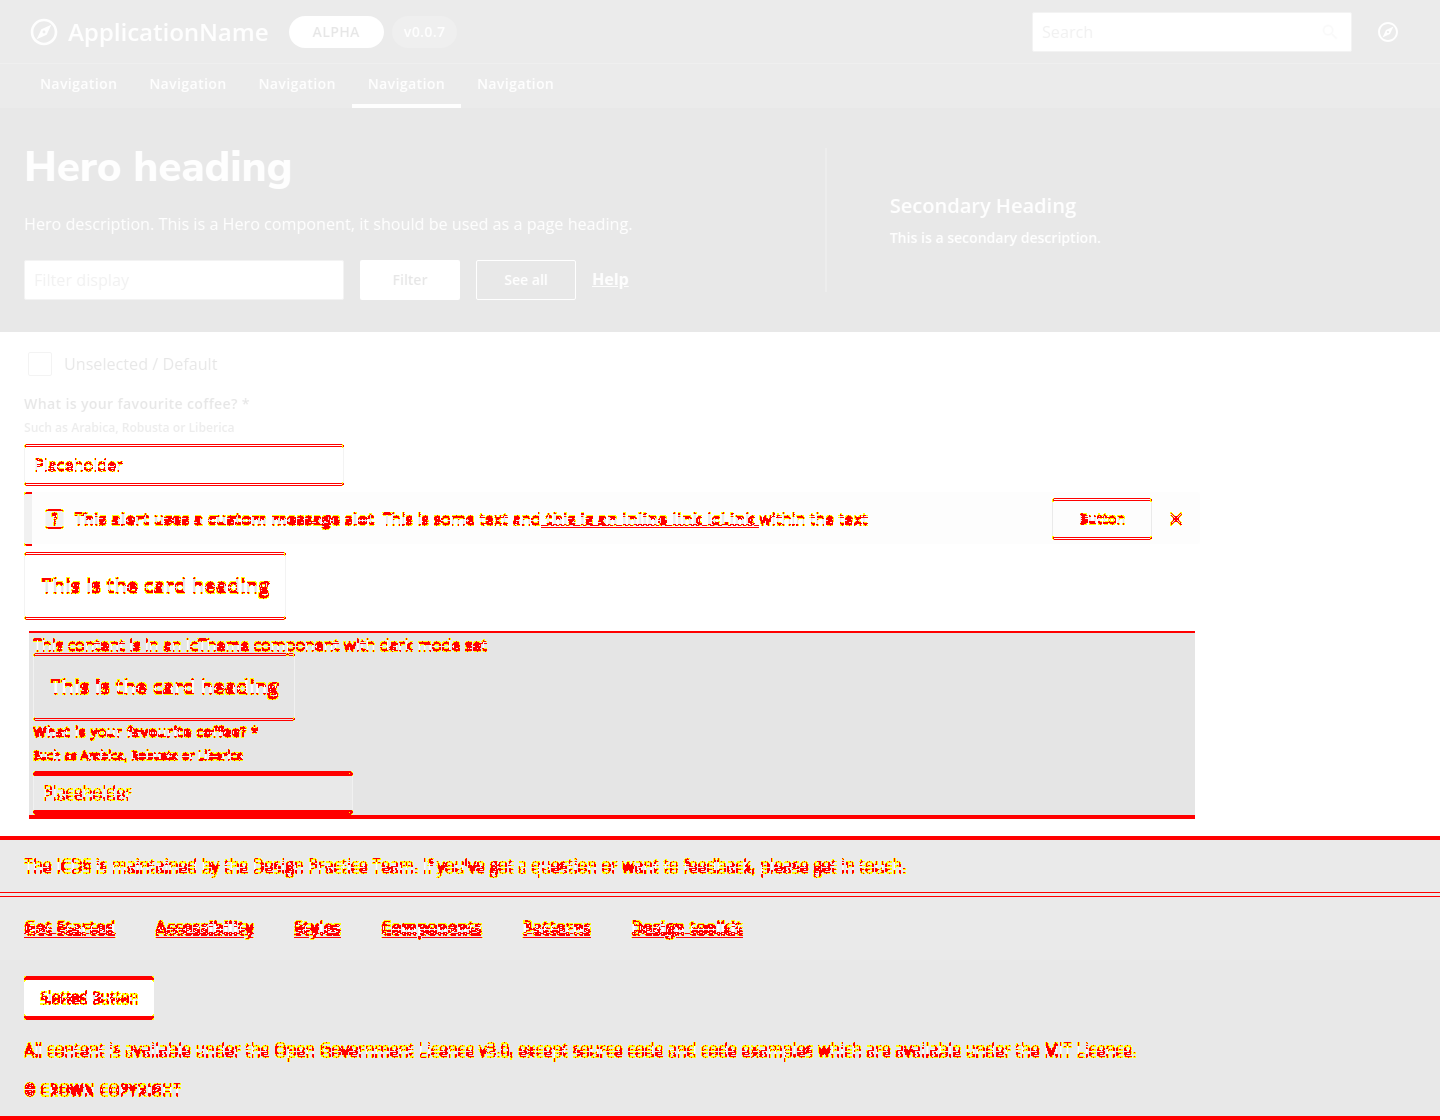 ApplicationName ALPHA v0.0.7 Search
Navigation Navigation Navigation Navigation Navigation
Hero heading
Hero description. This is a Hero component, it should be used as a page heading.
Secondary Heading
This is a secondary description.
Filter display Filter See all Help
Unselected / Default
What is your favourite coffee? *
Such as Arabica, Robusta or Liberica
Placeholder
This alert uses a custom message slot. This is some text and this is an inline link icLink within the text Button
This is the card heading
This content is in an icTheme component with dark mode set
This is the card heading
What is your favourite coffee? *
Such as Arabica, Robusta or Liberica
Placeholder
The ICDS is maintained by the Design Practice Team. If you've got a question or want to feedback, please get in touch.
Get Started Accessibility Styles Components Patterns Design toolkit
Slotted Button
All content is available under the Open Government Licence v3.0, except source code and code examples which are available under the MIT Licence.
© CROWN COPYRIGHT